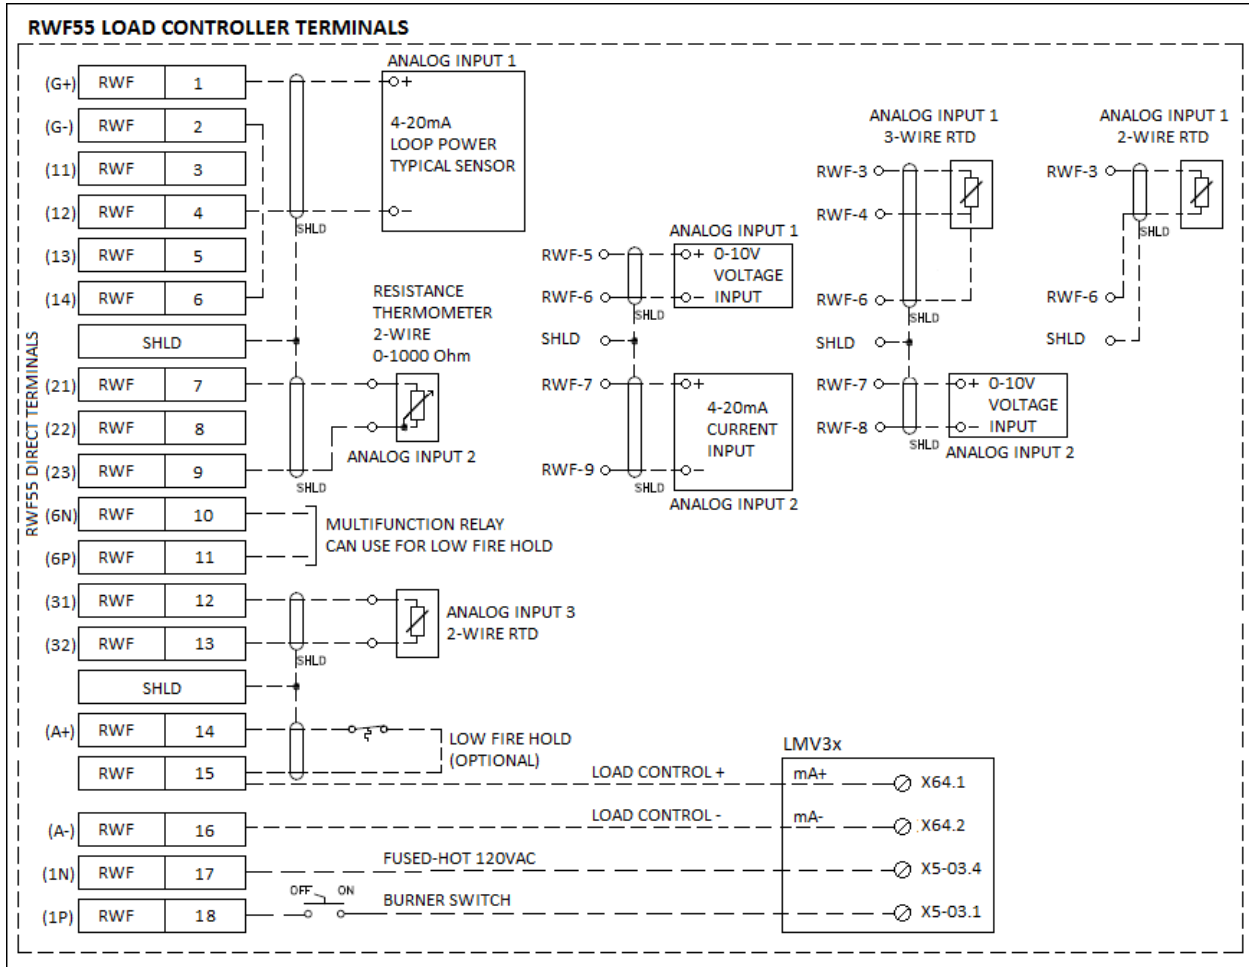 RWF55 LOAD CONTROLLER TERMINALS
RWF55 DIRECT TERMINALS
(G+) RWF 1
(G-) RWF 2
(11) RWF 3
(12) RWF 4
(13) RWF 5
(14) RWF 6
SHLD
(21) RWF 7
(22) RWF 8
(23) RWF 9
(6N) RWF 10
(6P) RWF 11
(31) RWF 12
(32) RWF 13
SHLD
(A+) RWF 14
RWF 15
(A-) RWF 16
(1N) RWF 17
(1P) RWF 18
ANALOG INPUT 1
+
4-20mA
LOOP POWER
TYPICAL SENSOR
-
SHLD
RESISTANCE
THERMOMETER
2-WIRE
0-1000 Ohm
ANALOG INPUT 2
SHLD
MULTIFUNCTION RELAY
CAN USE FOR LOW FIRE HOLD
ANALOG INPUT 3
2-WIRE RTD
SHLD
LOW FIRE HOLD
(OPTIONAL)
ANALOG INPUT 1
RWF-5 + 0-10V
VOLTAGE
RWF-6 - INPUT
SHLD
SHLD
RWF-7 +
4-20mA
CURRENT
INPUT
RWF-9 -
SHLD
ANALOG INPUT 2
ANALOG INPUT 1
3-WIRE RTD
RWF-3
RWF-4
RWF-6
SHLD
SHLD
RWF-7 + 0-10V
VOLTAGE
RWF-8 - INPUT
SHLD
ANALOG INPUT 2
ANALOG INPUT 1
2-WIRE RTD
RWF-3
SHLD
RWF-6
SHLD
LMV3x
LOAD CONTROL + mA+ X64.1
LOAD CONTROL - mA- X64.2
FUSED-HOT 120VAC X5-03.4
OFF ON
BURNER SWITCH X5-03.1